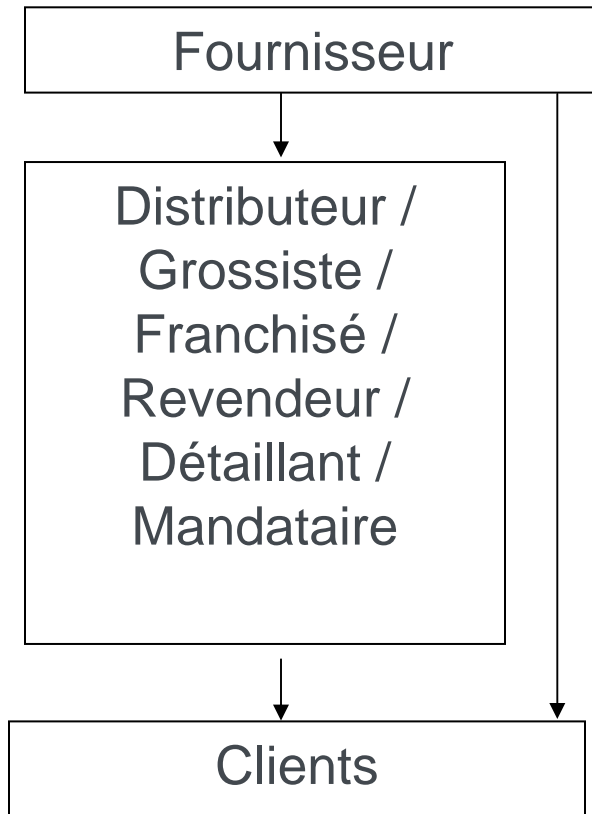 Fournisseur
Distributeur /
Grossiste /
Franchisé /
Revendeur /
Détaillant /
Mandataire
Clients